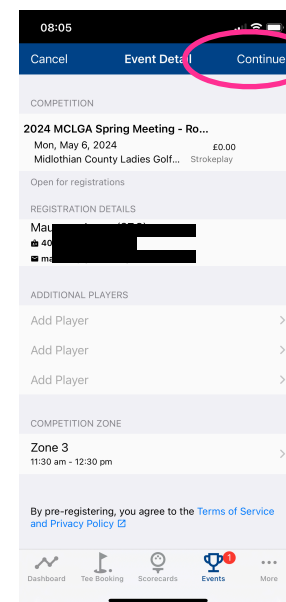 08:05
Cancel Event Detail Continue
COMPETITION
2024 MCLGA Spring Meeting - Ro...
Mon, May 6, 2024 £0.00
Midlothian County Ladies Golf... Strokeplay
Open for registrations
REGISTRATION DETAILS
40
ADDITIONAL PLAYERS
Add Player
Add Player
Add Player
COMPETITION ZONE
Zone 3
11:30 am - 12:30 pm
By pre-registering, you agree to the Terms of Service
and Privacy Policy
1
Dashboard Tee Booking Scorecards Events More